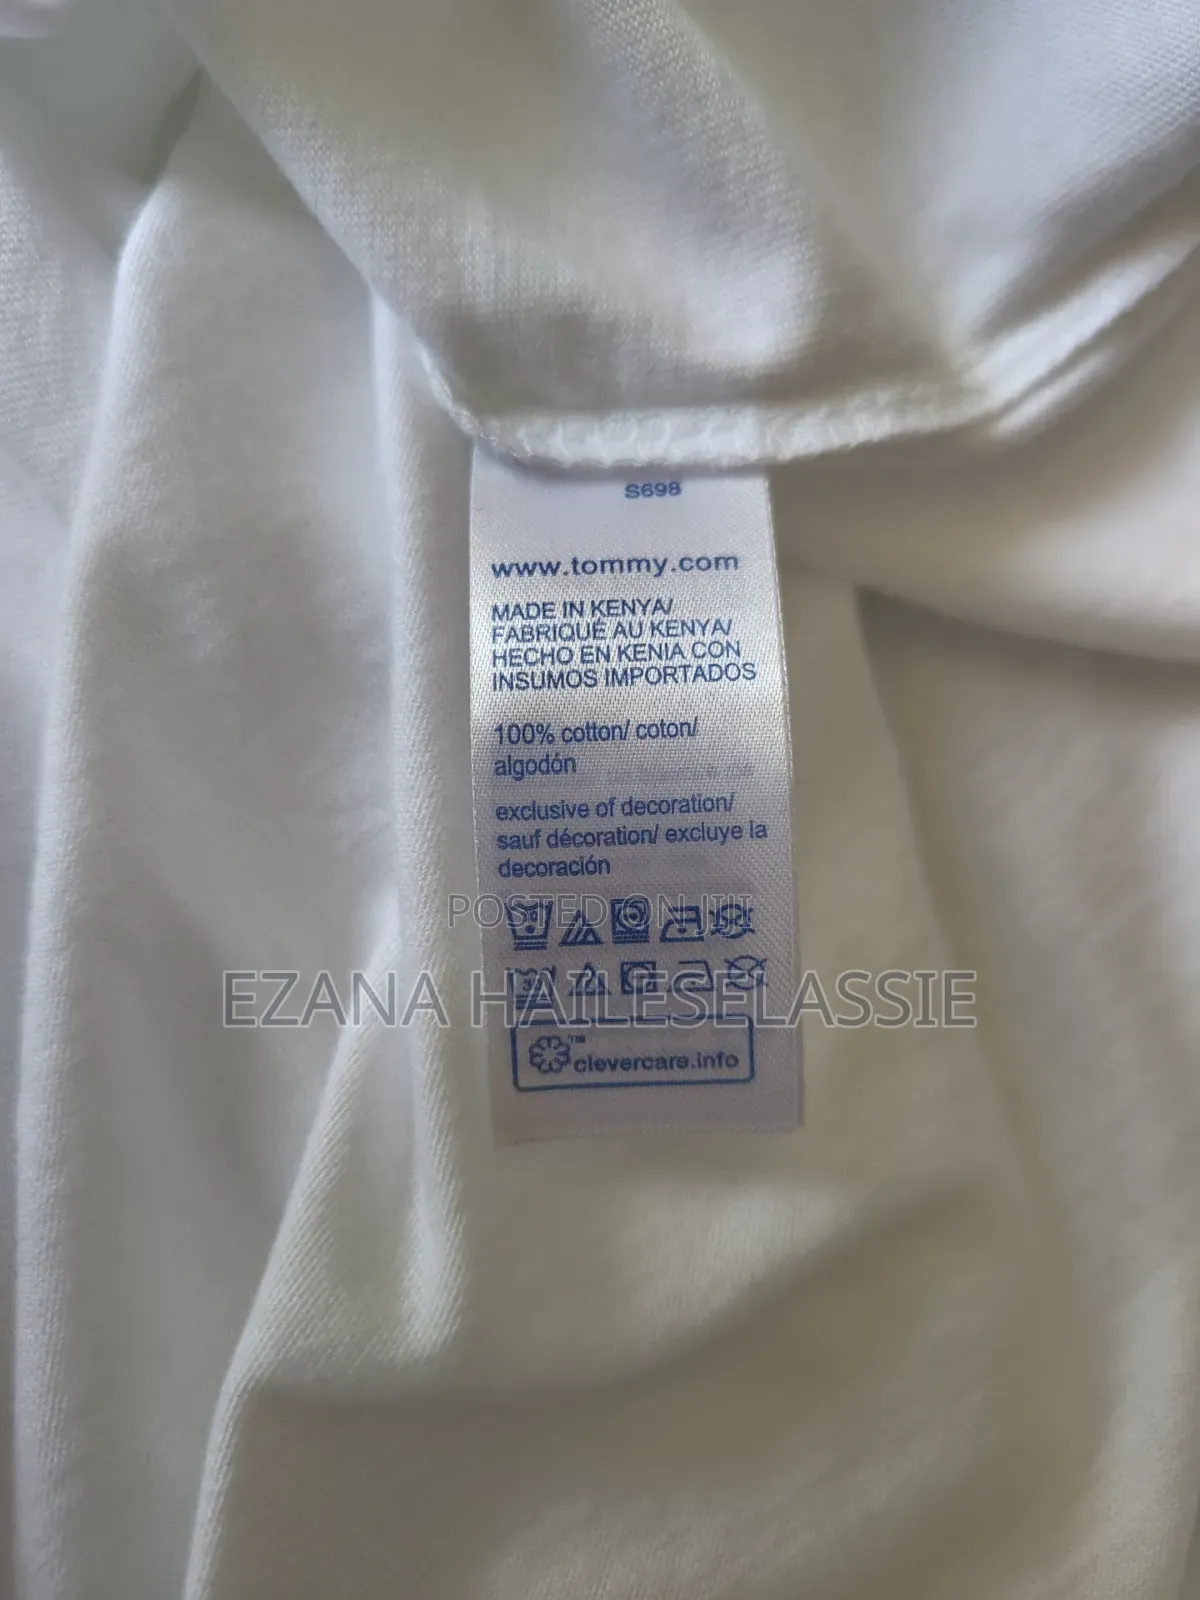 S698
www.tommy.com
MADE IN KENYA/
FABRIQUÉ AU KENYA/
HECHO EN KENIA CON
INSUMOS IMPORTADOS
100% cotton/ coton/
algodón
exclusive of decoration/
sauf décoration/ excluye la
decoración
POSTED ON JIJI
EZANA HAILESELASSIE
™
clevercare.info